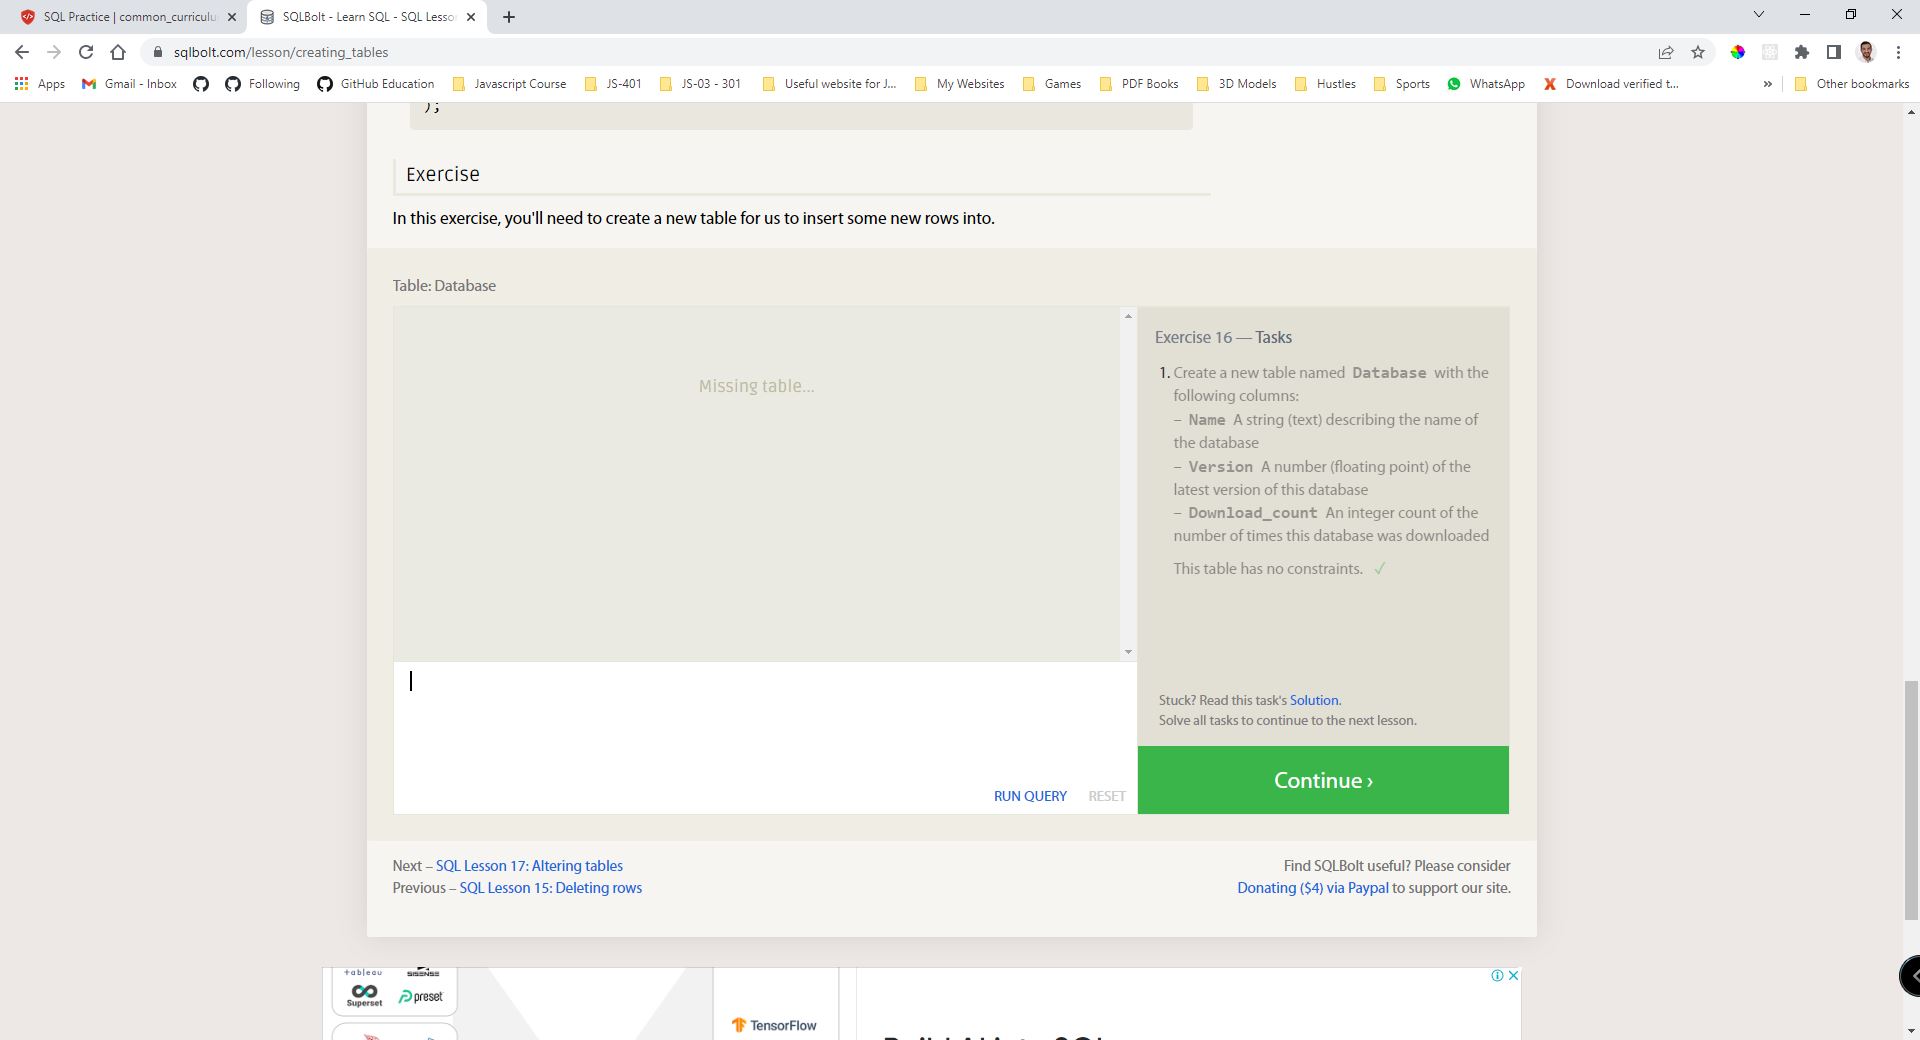 SQL Practice | common_curriculu
SQLBolt - Learn SQL - SQL Lesso
sqlbolt.com/lesson/creating_tables
Apps
Gmail - Inbox
Following
GitHub Education
Javascript Course
JS-401
JS-03 - 301
Useful website for J...
My Websites
Games
PDF Books
3D Models
Hustles
Sports
WhatsApp
Download verified t...
»
Other bookmarks
);
Exercise
In this exercise, you'll need to create a new table for us to insert some new rows into.
Table: Database
Missing table...
Exercise 16 — Tasks
1. Create a new table named Database with the
following columns:
– Name A string (text) describing the name of
the database
– Version A number (floating point) of the
latest version of this database
– Download_count An integer count of the
number of times this database was downloaded
This table has no constraints. ✓
Stuck? Read this task's Solution.
Solve all tasks to continue to the next lesson.
RUN QUERY RESET
Continue ›
Next – SQL Lesson 17: Altering tables
Previous – SQL Lesson 15: Deleting rows
Find SQLBolt useful? Please consider
Donating ($4) via Paypal to support our site.
+ableau
SISENSE
Superset
preset
TensorFlow